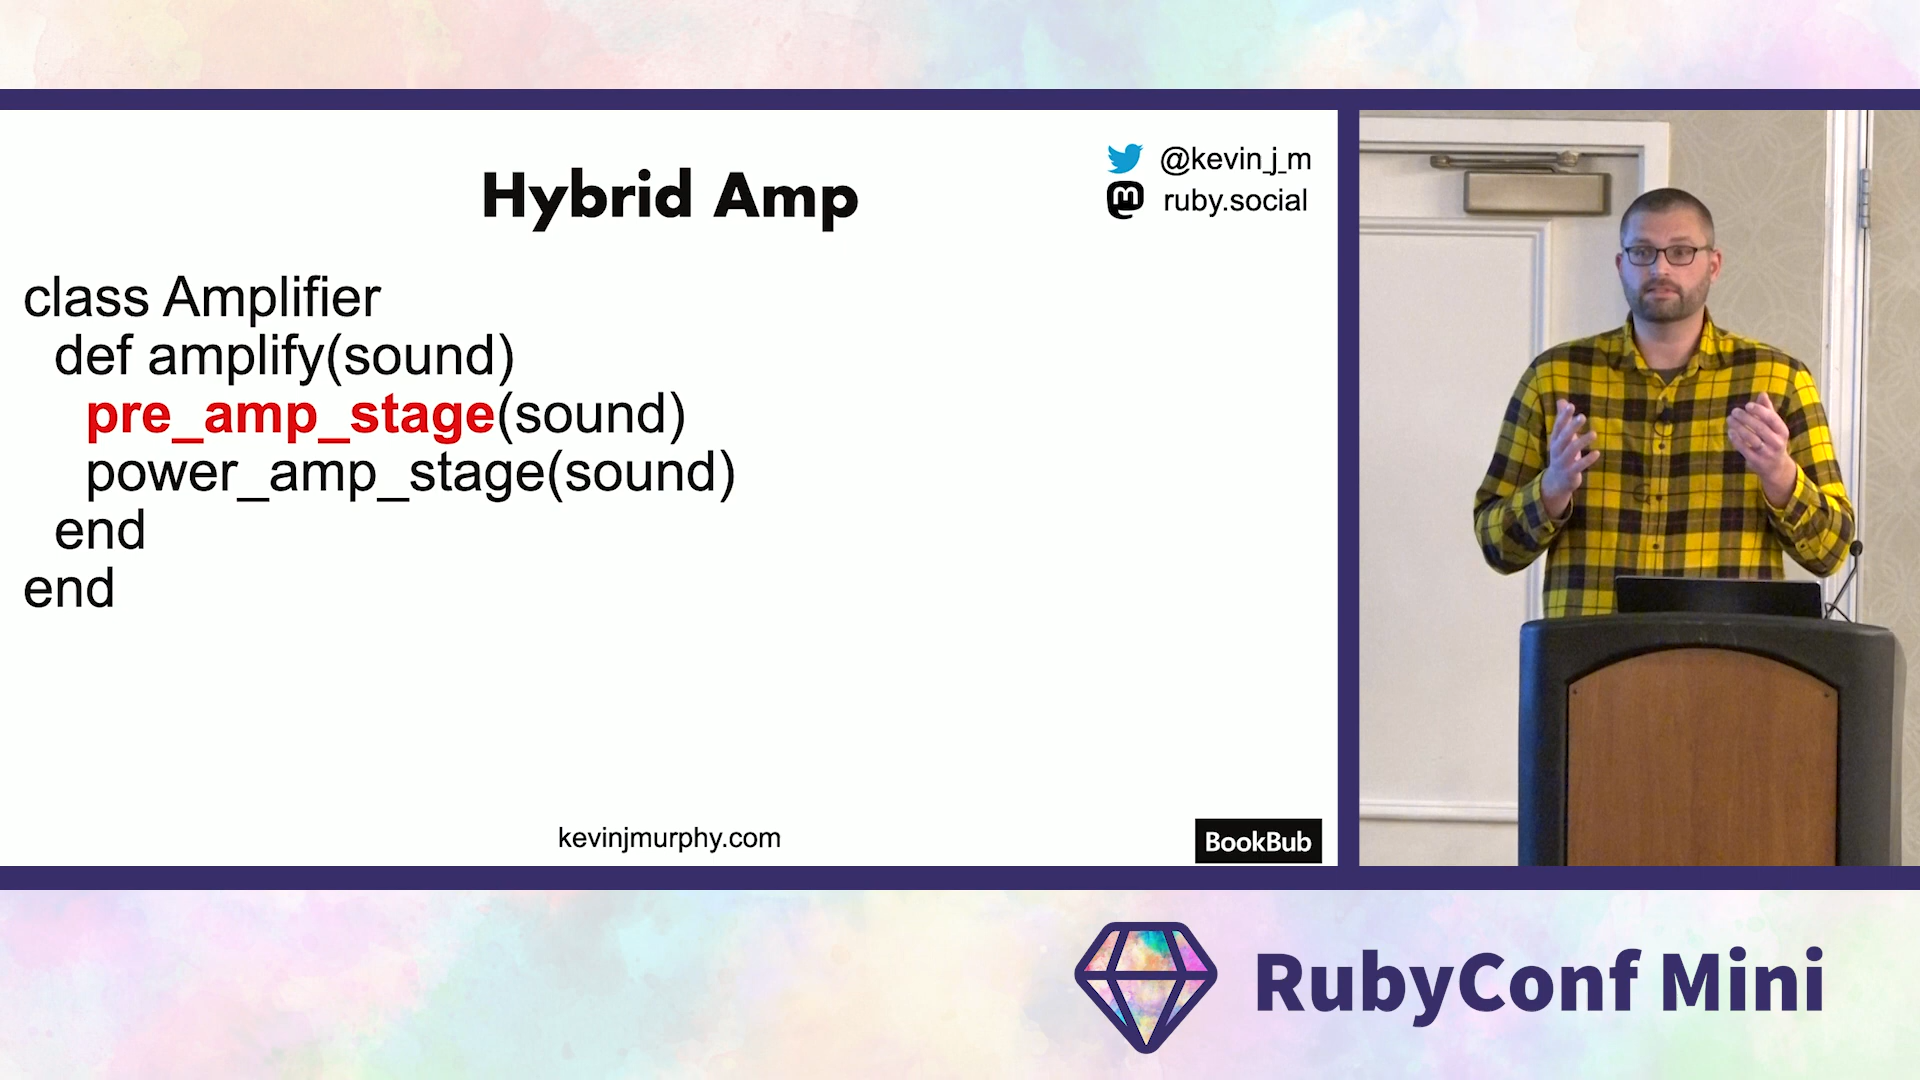 Hybrid Amp
@kevin_j_m
ruby.social
class Amplifier
def amplify(sound)
pre_amp_stage(sound)
power_amp_stage(sound)
end
end
kevinjmurphy.com
BookBub
RubyConf Mini